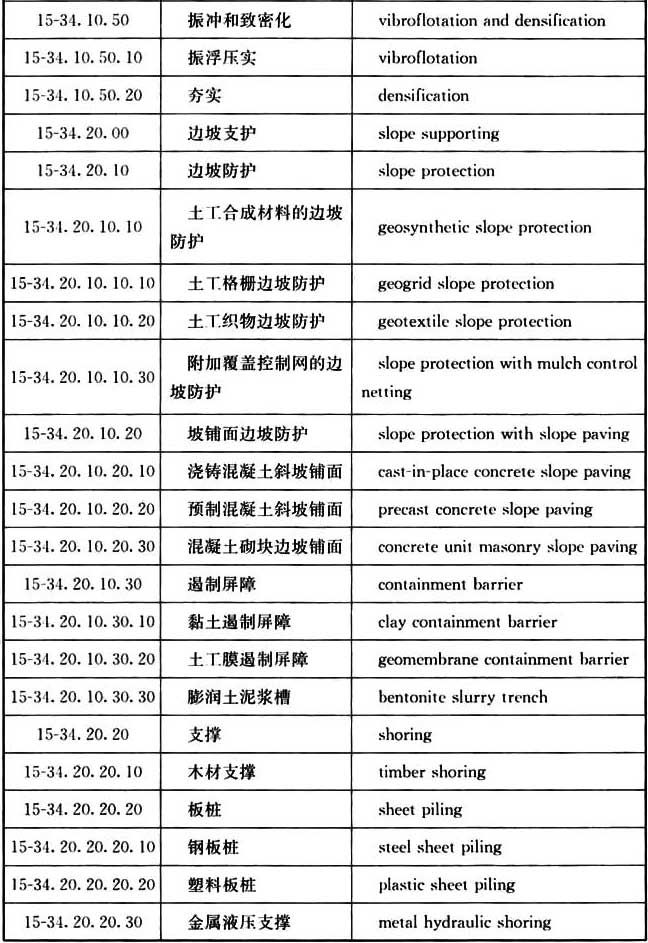 15-34.10.50 振冲和致密化 vibroflotation and densification
15-34.10.50.10 振浮压实 vibroflotation
15-34.10.50.20 夯实 densification
15-34.20.00 边坡支护 slope supporting
15-34.20.10 边坡防护 slope protection
15-34.20.10.10 土工合成材料的边坡
防护 geosynthetic slope protection
15-34.20.10.10.10 土工格栅边坡防护 geogrid slope protection
15-34.20.10.10.20 土工织物边坡防护 geotextile slope protection
15-34.20.10.10.30 附加覆盖控制网的边 slope protection with mulch control
坡防护 netting
15-34.20.10.20 坡铺面边坡防护 slope protection with slope paving
15-34.20.10.20.10 浇铸混凝土斜坡铺面 cast-in-place concrete slope paving
15-34.20.10.20.20 预制混凝土斜坡铺面 precast concrete slope paving
15-34.20.10.20.30 混凝土砌块边坡铺面 concrete unit masonry slope paving
15-34.20.10.30 遏制屏障 containment barrier
15-34.20.10.30.10 黏土遏制屏障 clay containment barrier
15-34.20.10.30.20 土工膜遏制屏障 geomembrane containment barrier
15-34.20.10.30.30 膨润土泥浆槽 bentonite slurry trench
15-34.20.20 支撑 shoring
15-34.20.20.10 木材支撑 timber shoring
15-34.20.20.20 板桩 sheet piling
15-34.20.20.20.10 钢板桩 steel sheet piling
15-34.20.20.20.20 塑料板桩 plastic sheet piling
15-34.20.20.30 金属液压支撑 metal hydraulic shoring